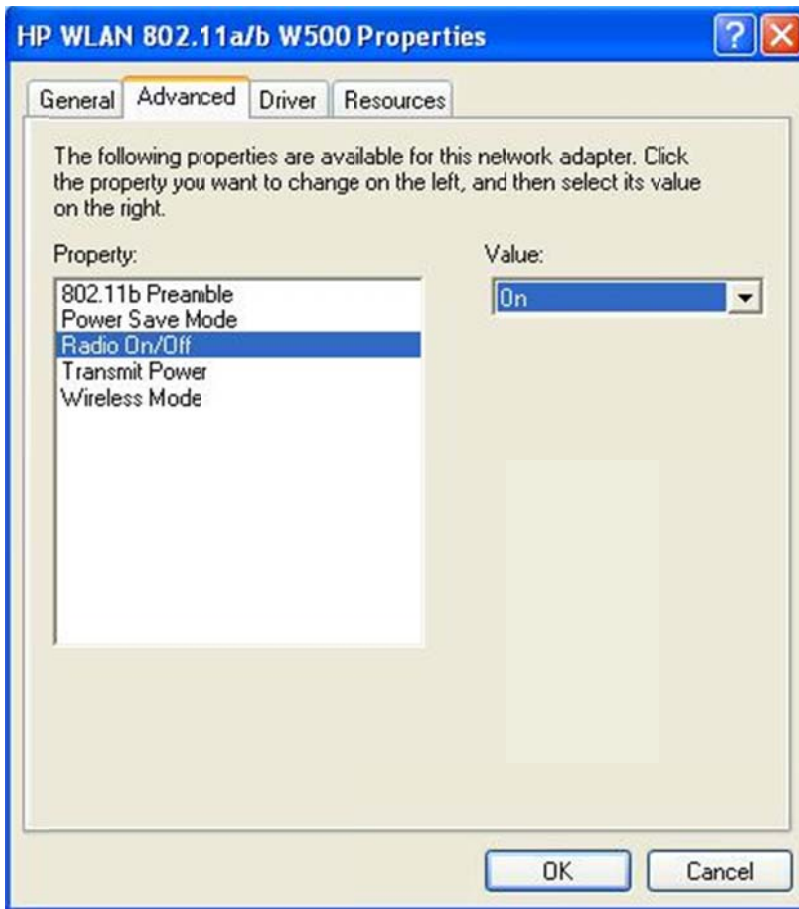 HP WLAN 802.11a/b W500 Properties
General Advanced Driver Resources
The following properties are available for this network adapter. Click
the property you want to change on the left, and then select its value
on the right.
Property:
Value:
802.11b Preamble
On
Power Save Mode
Radio On/Off
Transmit Power
Wireless Mode
OK Cancel